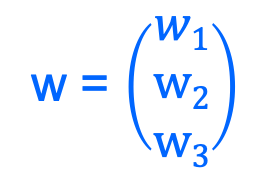 w₁
w = (w₂)
w₃